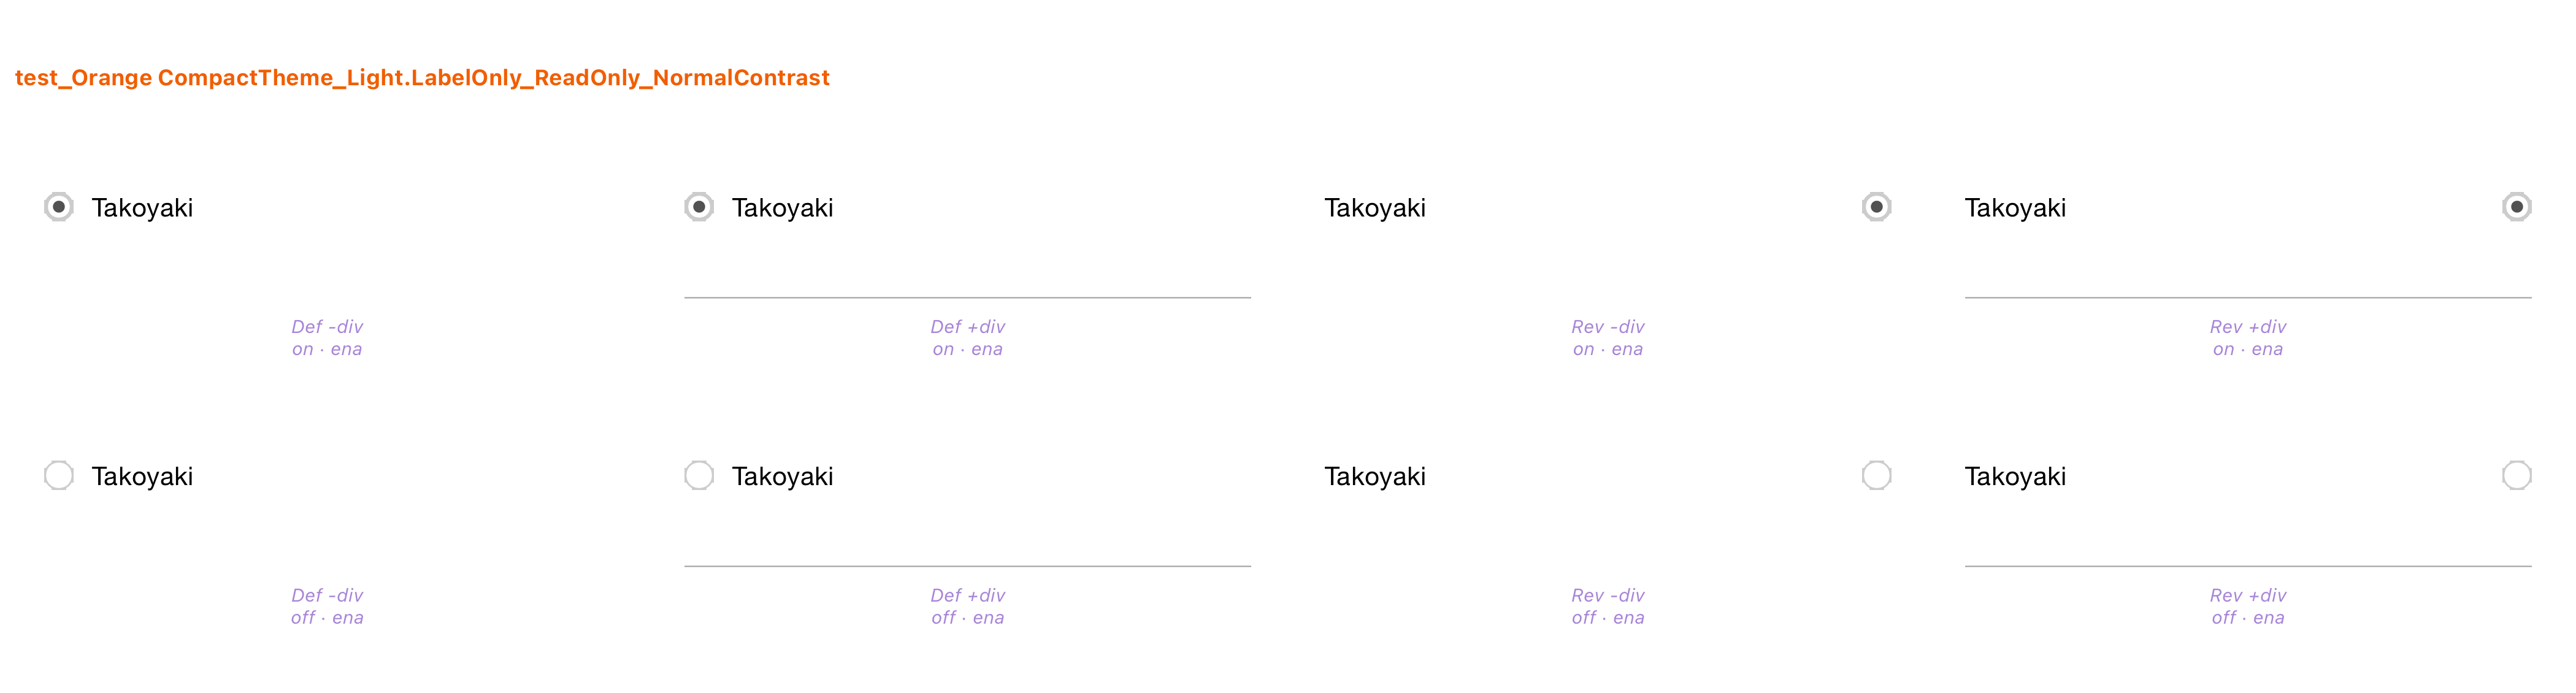 test_Orange CompactTheme_Light.LabelOnly_ReadOnly_NormalContrast
Takoyaki
Takoyaki
Takoyaki
Takoyaki
Def -div
on · ena
Def +div
on · ena
Rev -div
on · ena
Rev +div
on · ena
Takoyaki
Takoyaki
Takoyaki
Takoyaki
Def -div
off · ena
Def +div
off · ena
Rev -div
off · ena
Rev +div
off · ena